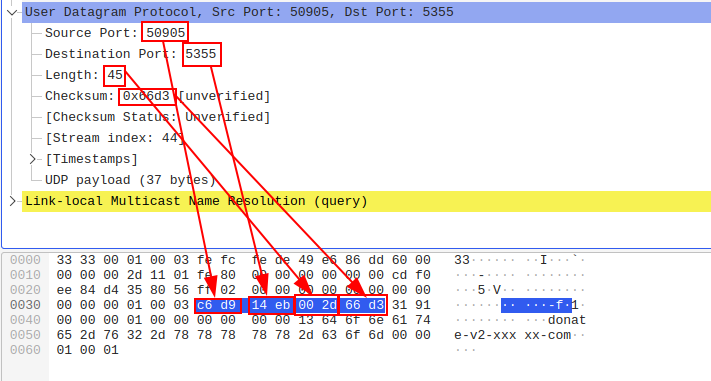 User Datagram Protocol, Src Port: 50905, Dst Port: 5355
Source Port: 50905
Destination Port: 5355
Length: 45
Checksum: 0x66d3 [unverified]
[Checksum Status: Unverified]
[Stream index: 44]
[Timestamps]
UDP payload (37 bytes)
Link-local Multicast Name Resolution (query)
0000 33 33 00 01 00 03 fe fc fe de 49 e6 86 dd 60 00 33······ ··I···`·
0010 00 00 00 2d 11 01 fe 80 00 00 00 00 00 00 cd f0 ···-···· ········
0020 ee 84 d4 35 80 56 ff 02 00 00 00 00 00 00 00 00 ···5·V·· ········
0030 00 00 00 01 00 03 c6 d9 14 eb 00 2d 66 d3 31 91 ········ ···-f·1·
0040 00 00 00 01 00 00 00 00 00 00 13 64 6f 6e 61 74 ········ ···donat
0050 65 2d 76 32 2d 78 78 78 78 78 2d 63 6f 6d 00 00 e-v2-xxx xx-com··
0060 01 00 01 ···